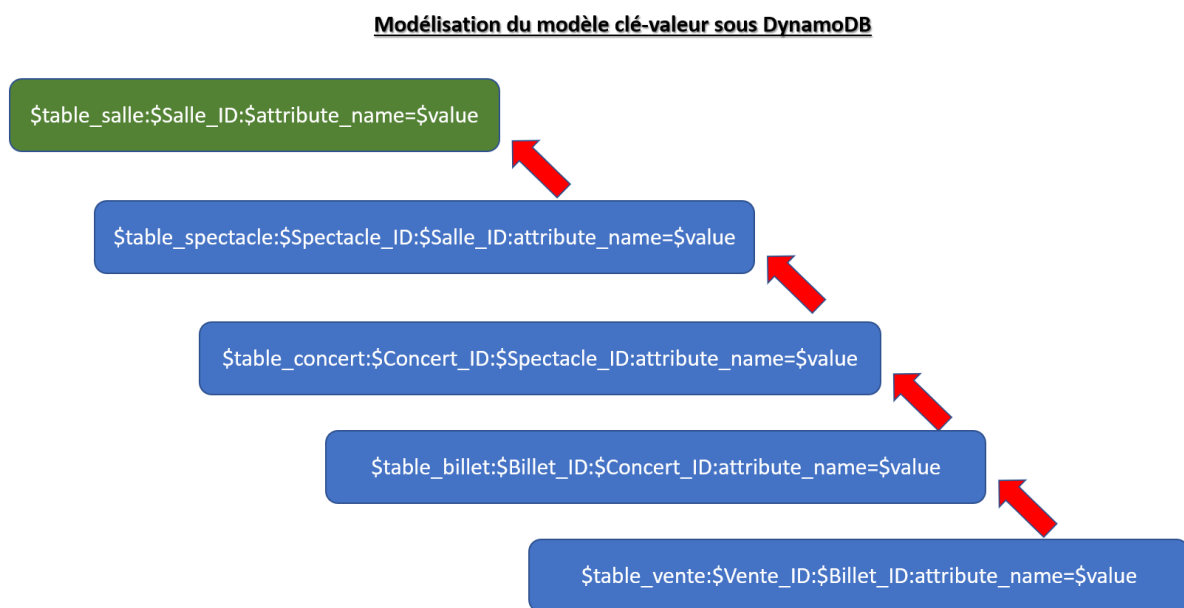 Modélisation du modèle clé-valeur sous DynamoDB
$table_salle:$Salle_ID:$attribute_name=$value
$table_spectacle:$Spectacle_ID:$Salle_ID:attribute_name=$value
$table_concert:$Concert_ID:$Spectacle_ID:attribute_name=$value
$table_billet:$Billet_ID:$Concert_ID:attribute_name=$value
$table_vente:$Vente_ID:$Billet_ID:attribute_name=$value